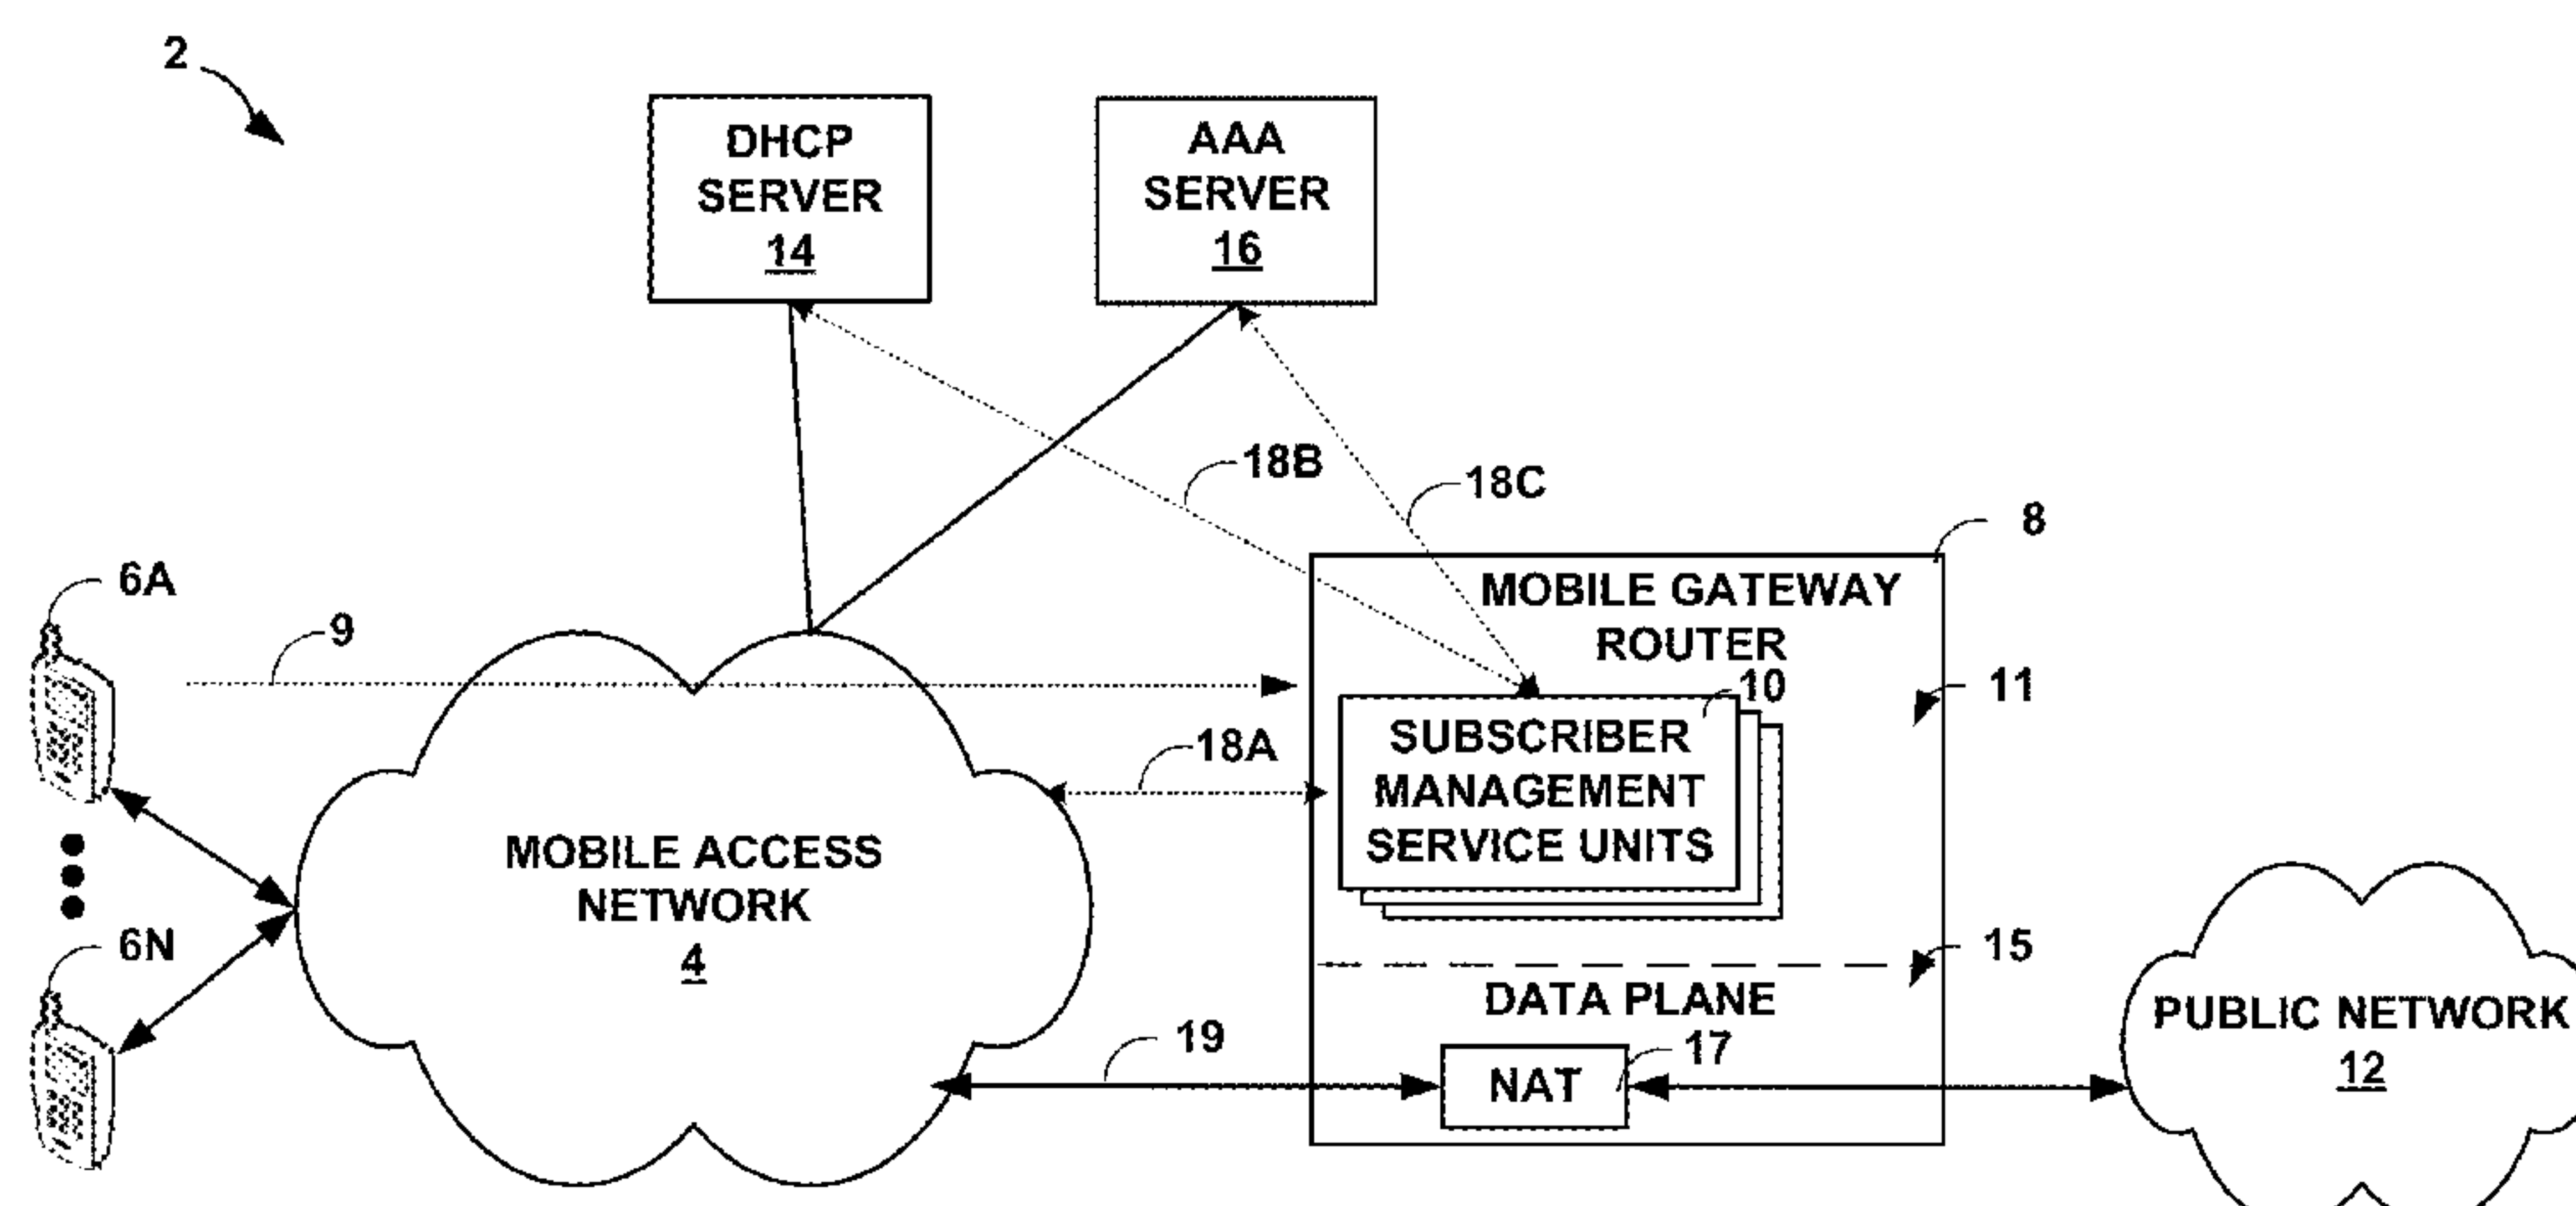 2
DHCP
SERVER
14
AAA
SERVER
16
18B
18C
8
6A
9
MOBILE GATEWAY
ROUTER
10
11
SUBSCRIBER
MANAGEMENT
SERVICE UNITS
18A
MOBILE ACCESS
NETWORK
4
6N
15
DATA PLANE
19
17
NAT
PUBLIC NETWORK
12